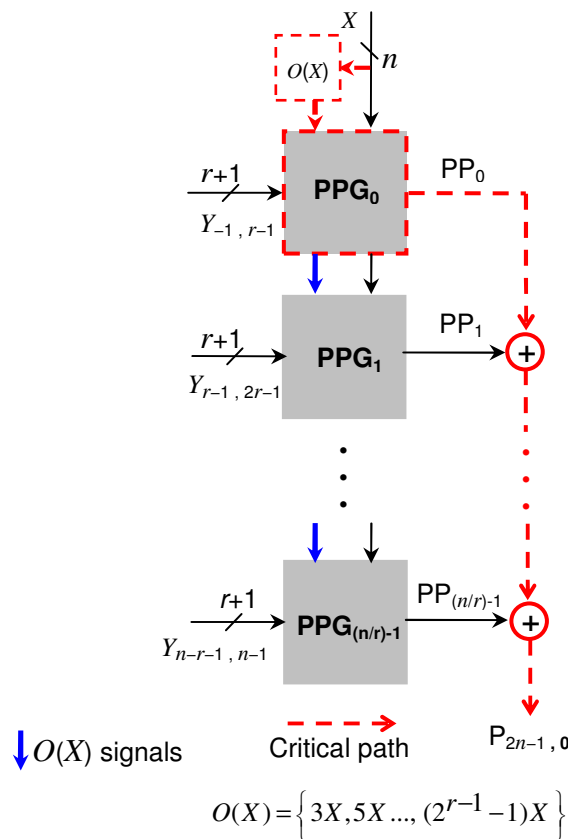 X
n
O(X)
r+1
PPG₀
PP₀
Y₋₁ , ᵣ₋₁
r+1
PPG₁
PP₁
+
Yᵣ₋₁ , ₂ᵣ₋₁
r+1
PPG₍ₙ/ᵣ₎₋₁
PP₍ₙ/ᵣ₎₋₁
+
Yₙ₋ᵣ₋₁ , ₙ₋₁
O(X) signals
Critical path
P₂ₙ₋₁ , ₀
O(X) = {3X, 5X ..., (2ʳ⁻¹ −1)X}